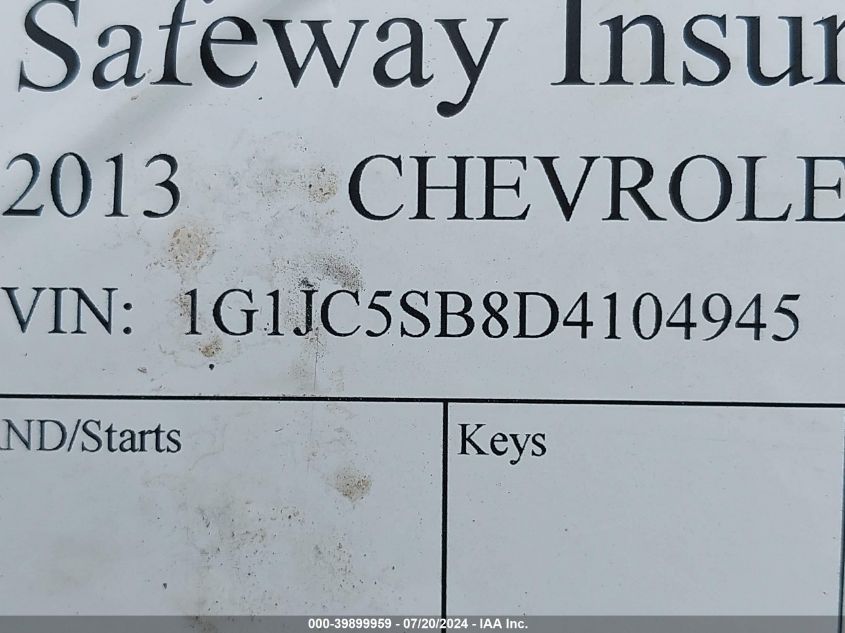 Safeway Insur
2013 CHEVROLE
VIN: 1G1JC5SB8D4104945
ND/Starts Keys
000-39899959 - 07/20/2024 - IAA Inc.